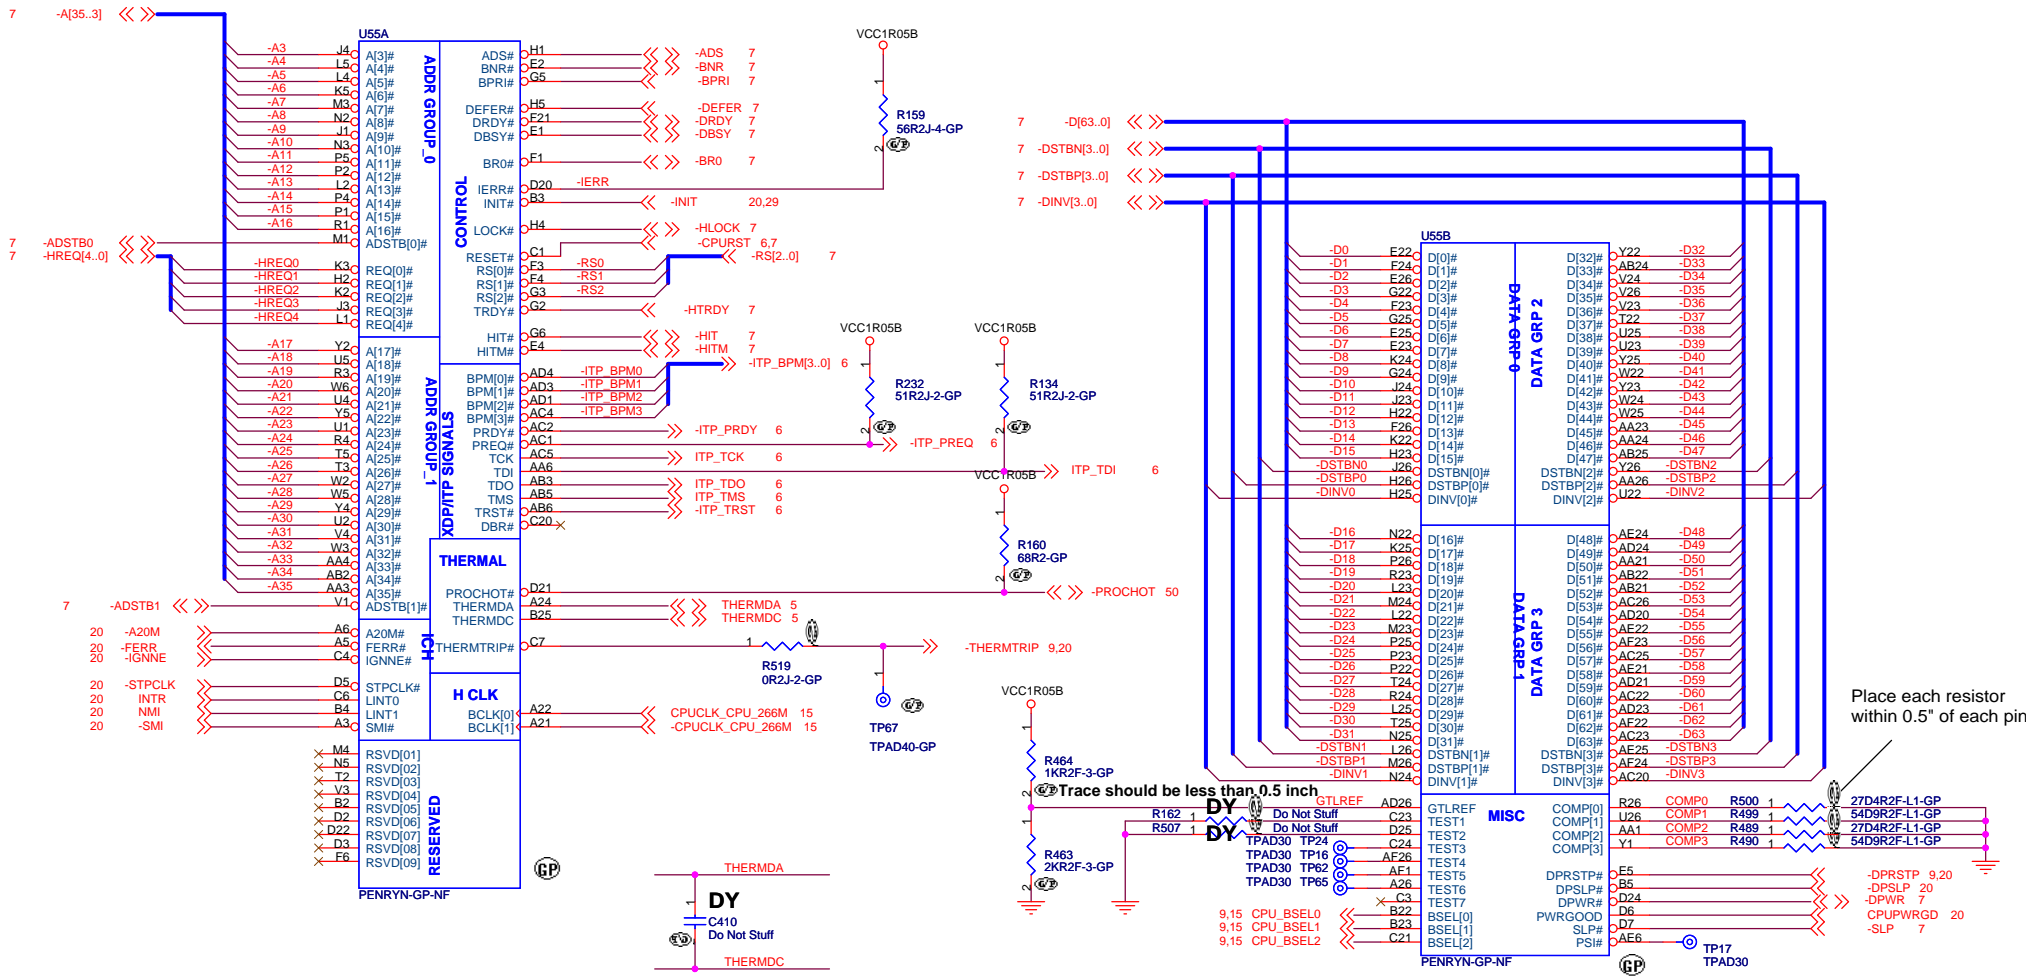 7 -A[35..3]
U55A
-A3 J4 A[3]#
-A4 L5 A[4]#
-A5 L4 A[5]#
-A6 K5 A[6]#
-A7 M3 A[7]#
-A8 N2 A[8]#
-A9 J1 A[9]#
-A10 N3 A[10]#
-A11 P5 A[11]#
-A12 P2 A[12]#
-A13 L2 A[13]#
-A14 P4 A[14]#
-A15 P1 A[15]#
-A16 R1 A[16]#
7 -ADSTB0 M1 ADSTB[0]#
7 -HREQ[4..0]
-HREQ0 K3 REQ[0]#
-HREQ1 H2 REQ[1]#
-HREQ2 K2 REQ[2]#
-HREQ3 J3 REQ[3]#
-HREQ4 L1 REQ[4]#
ADDR GROUP_0
-A17 Y2 A[17]#
-A18 U5 A[18]#
-A19 R3 A[19]#
-A20 W6 A[20]#
-A21 U4 A[21]#
-A22 Y5 A[22]#
-A23 U1 A[23]#
-A24 R4 A[24]#
-A25 T5 A[25]#
-A26 T3 A[26]#
-A27 W2 A[27]#
-A28 W5 A[28]#
-A29 Y4 A[29]#
-A30 U2 A[30]#
-A31 V4 A[31]#
-A32 W3 A[32]#
-A33 AA4 A[33]#
-A34 AB2 A[34]#
-A35 AA3 A[35]#
7 -ADSTB1 V1 ADSTB[1]#
ADDR GROUP_1
20 -A20M A6 A20M#
20 -FERR A5 FERR#
20 -IGNNE C4 IGNNE#
ICH
20 -STPCLK D5 STPCLK#
20 INTR C6 LINT0
20 NMI B4 LINT1
20 -SMI A3 SMI#
M4 RSVD[01]
N5 RSVD[02]
T2 RSVD[03]
V3 RSVD[04]
B2 RSVD[05]
D2 RSVD[06]
D22 RSVD[07]
D3 RSVD[08]
F6 RSVD[09]
RESERVED
PENRYN-GP-NF
GP
CONTROL
ADS# H1 -ADS 7
BNR# E2 -BNR 7
BPRI# G5 -BPRI 7
DEFER# H5 -DEFER 7
DRDY# F21 -DRDY 7
DBSY# E1 -DBSY 7
BR0# F1 -BR0 7
IERR# D20 -IERR
INIT# B3 -INIT 20,29
LOCK# H4 -HLOCK 7
RESET# C1 -CPURST 6,7
RS[0]# F3 -RS0
RS[1]# F4 -RS1
RS[2]# G3 -RS2
-RS[2..0] 7
TRDY# G2 -HTRDY 7
HIT# G6 -HIT 7
HITM# E4 -HITM 7
XDP/ITP SIGNALS
BPM[0]# AD4 -ITP_BPM0
BPM[1]# AD3 -ITP_BPM1
BPM[2]# AD1 -ITP_BPM2
BPM[3]# AC4 -ITP_BPM3
-ITP_BPM[3..0] 6
PRDY# AC2 -ITP_PRDY 6
PREQ# AC1 -ITP_PREQ 6
TCK AC5 ITP_TCK 6
TDI AA6 ITP_TDI 6
TDO AB3 ITP_TDO 6
TMS AB5 ITP_TMS 6
TRST# AB6 -ITP_TRST 6
DBR# C20
THERMAL
PROCHOT# D21 -PROCHOT 50
THERMDA A24 THERMDA 5
THERMDC B25 THERMDC 5
THERMTRIP# C7 -THERMTRIP 9,20
H CLK
BCLK[0] A22 CPUCLK_CPU_266M 15
BCLK[1] A21 -CPUCLK_CPU_266M 15
VCC1R05B
1
R159
56R2J-4-GP
2
VCC1R05B
1
R232
51R2J-2-GP
2
VCC1R05B
1
R134
51R2J-2-GP
2
VCC1R05B
1
R160
68R2-GP
2
1
R519
0R2J-2-GP
1
TP67
TPAD40-GP
VCC1R05B
1
R464
1KR2F-3-GP
2
Trace should be less than 0.5 inch
1
R463
2KR2F-3-GP
2
THERMDA
1
DY
C410
Do Not Stuff
THERMDC
7 -D[63..0]
7 -DSTBN[3..0]
7 -DSTBP[3..0]
7 -DINV[3..0]
U55B
-D0 E22 D[0]#
-D1 F24 D[1]#
-D2 E26 D[2]#
-D3 G22 D[3]#
-D4 F23 D[4]#
-D5 G25 D[5]#
-D6 E25 D[6]#
-D7 E23 D[7]#
-D8 K24 D[8]#
-D9 G24 D[9]#
-D10 J24 D[10]#
-D11 J23 D[11]#
-D12 H22 D[12]#
-D13 F26 D[13]#
-D14 K22 D[14]#
-D15 H23 D[15]#
-DSTBN0 J26 DSTBN[0]#
-DSTBP0 H26 DSTBP[0]#
-DINV0 H25 DINV[0]#
DATA GRP 0
-D16 N22 D[16]#
-D17 K25 D[17]#
-D18 P26 D[18]#
-D19 R23 D[19]#
-D20 L23 D[20]#
-D21 M24 D[21]#
-D22 L22 D[22]#
-D23 M23 D[23]#
-D24 P25 D[24]#
-D25 P23 D[25]#
-D26 P22 D[26]#
-D27 T24 D[27]#
-D28 R24 D[28]#
-D29 L25 D[29]#
-D30 T25 D[30]#
-D31 N25 D[31]#
-DSTBN1 L26 DSTBN[1]#
-DSTBP1 M26 DSTBP[1]#
-DINV1 N24 DINV[1]#
DATA GRP 1
D[32]# Y22 -D32
D[33]# AB24 -D33
D[34]# V24 -D34
D[35]# V26 -D35
D[36]# V23 -D36
D[37]# T22 -D37
D[38]# U25 -D38
D[39]# U23 -D39
D[40]# Y25 -D40
D[41]# W22 -D41
D[42]# Y23 -D42
D[43]# W24 -D43
D[44]# W25 -D44
D[45]# AA23 -D45
D[46]# AA24 -D46
D[47]# AB25 -D47
DSTBN[2]# Y26 -DSTBN2
DSTBP[2]# AA26 -DSTBP2
DINV[2]# U22 -DINV2
DATA GRP 2
D[48]# AE24 -D48
D[49]# AD24 -D49
D[50]# AA21 -D50
D[51]# AB22 -D51
D[52]# AB21 -D52
D[53]# AC26 -D53
D[54]# AD20 -D54
D[55]# AE22 -D55
D[56]# AF23 -D56
D[57]# AC25 -D57
D[58]# AE21 -D58
D[59]# AD21 -D59
D[60]# AC22 -D60
D[61]# AD23 -D61
D[62]# AF22 -D62
D[63]# AC23 -D63
DSTBN[3]# AE25 -DSTBN3
DSTBP[3]# AF24 -DSTBP3
DINV[3]# AC20 -DINV3
DATA GRP 3
Place each resistor
within 0.5" of each pin
MISC
GTLREF AD26 GTLREF
R162 1 DY Do Not Stuff C23 TEST1
R507 1 DY Do Not Stuff D25 TEST2
TPAD30 TP24 C24 TEST3
TPAD30 TP16 AF26 TEST4
TPAD30 TP62 AF1 TEST5
TPAD30 TP65 A26 TEST6
C3 TEST7
9,15 CPU_BSEL0 B22 BSEL[0]
9,15 CPU_BSEL1 B23 BSEL[1]
9,15 CPU_BSEL2 C21 BSEL[2]
COMP[0] R26 COMP0 R500 1 27D4R2F-L1-GP
COMP[1] U26 COMP1 R499 1 54D9R2F-L1-GP
COMP[2] AA1 COMP2 R489 1 27D4R2F-L1-GP
COMP[3] Y1 COMP3 R490 1 54D9R2F-L1-GP
DPRSTP# E5 -DPRSTP 9,20
DPSLP# B5 -DPSLP 20
DPWR# D24 -DPWR 7
PWRGOOD D6 CPUPWRGD 20
SLP# D7 -SLP 7
PSI# AE6 TP17
TPAD30
PENRYN-GP-NF
GP